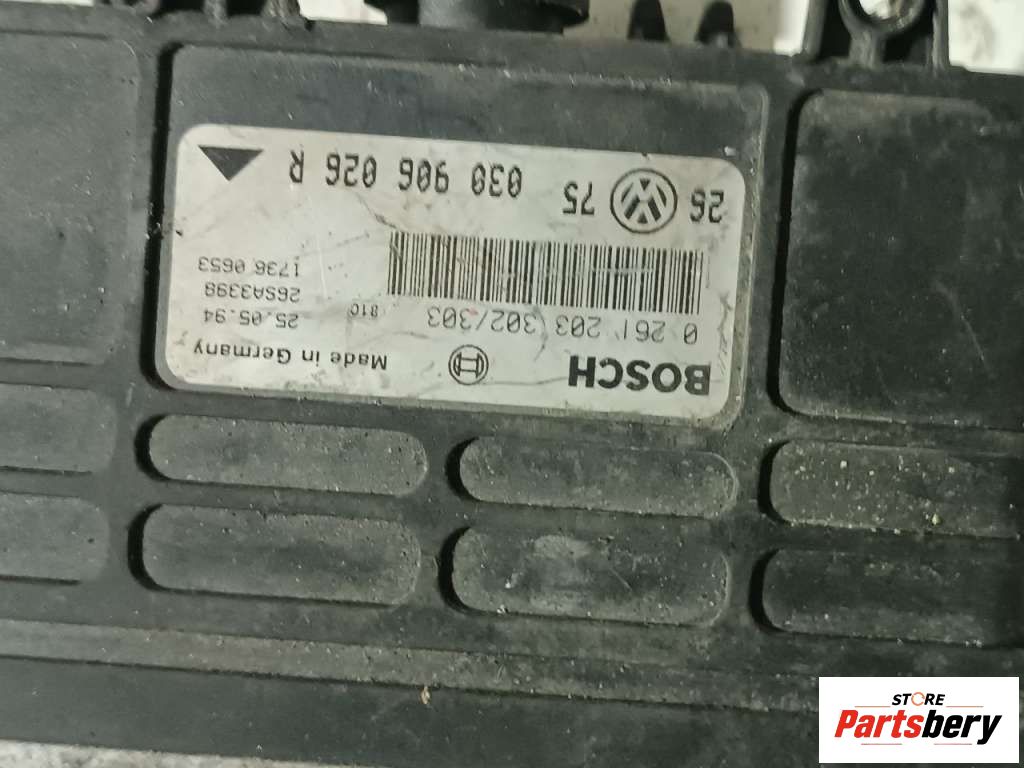 BOSCH Made in Germany
0 261 203 302/303 810 25.05.94
26SA3398
1736 0653
26 75 030 906 026 R
STORE
Partsbery